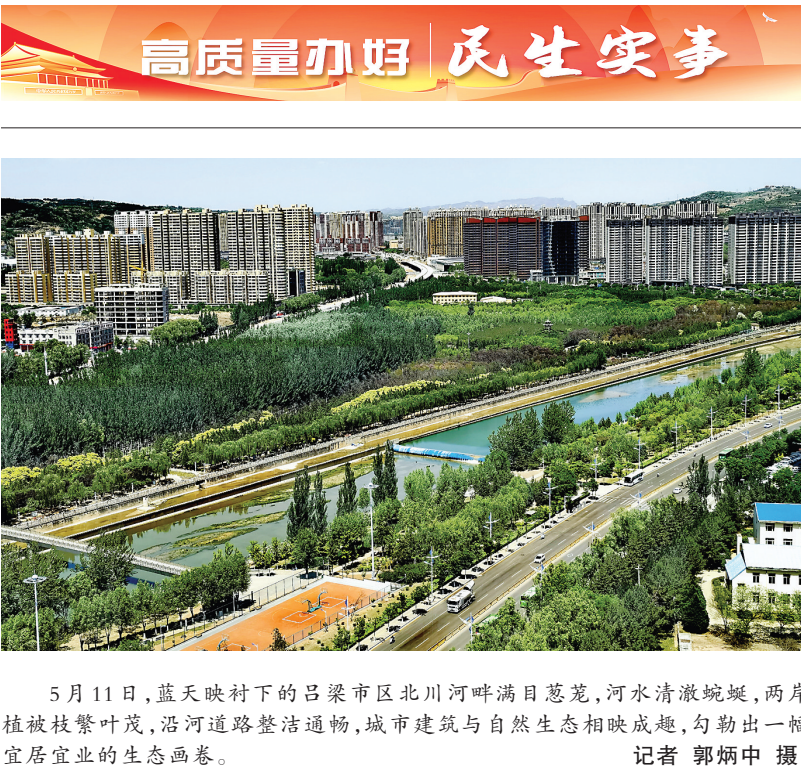 高质量办好 民生实事
5月11日,蓝天映衬下的吕梁市区北川河畔满目葱茏,河水清澈蜿蜒,两岸
植被枝繁叶茂,沿河道路整洁通畅,城市建筑与自然生态相映成趣,勾勒出一幅
宜居宜业的生态画卷。 记者 郭炳中 摄